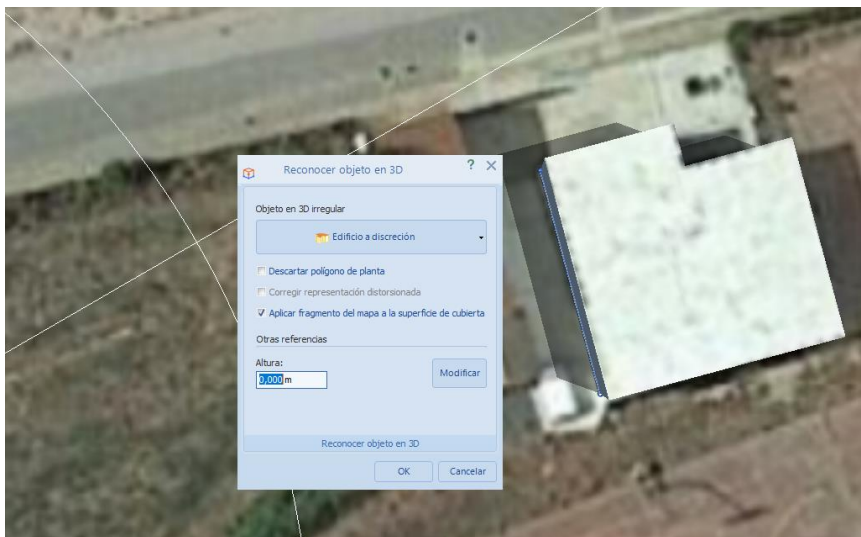 Reconocer objeto en 3D
?
Objeto en 3D irregular
Edificio a discreción
Descartar polígono de planta
Corregir representación distorsionada
Aplicar fragmento del mapa a la superficie de cubierta
Otras referencias
Altura:
0,000 m
Modificar
Reconocer objeto en 3D
OK Cancelar